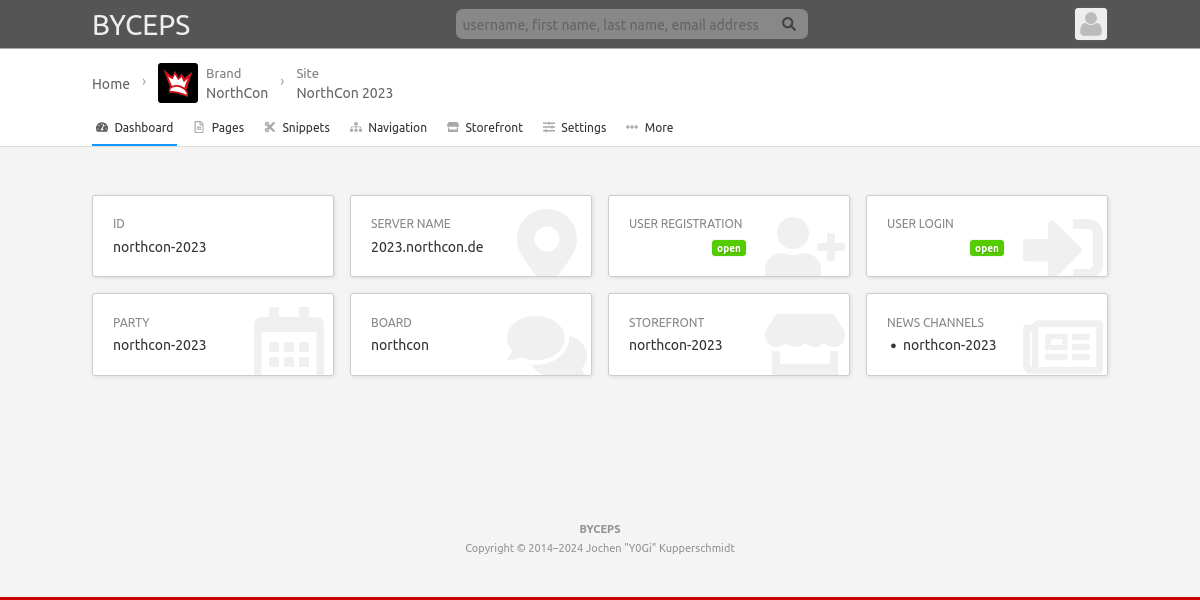 BYCEPS
username, first name, last name, email address
Home › Brand › Site
NorthCon NorthCon 2023
Dashboard Pages Snippets Navigation Storefront Settings More
ID
northcon-2023
SERVER NAME
2023.northcon.de
USER REGISTRATION
open
USER LOGIN
open
PARTY
northcon-2023
BOARD
northcon
STOREFRONT
northcon-2023
NEWS CHANNELS
• northcon-2023
BYCEPS
Copyright © 2014–2024 Jochen "Y0Gi" Kupperschmidt